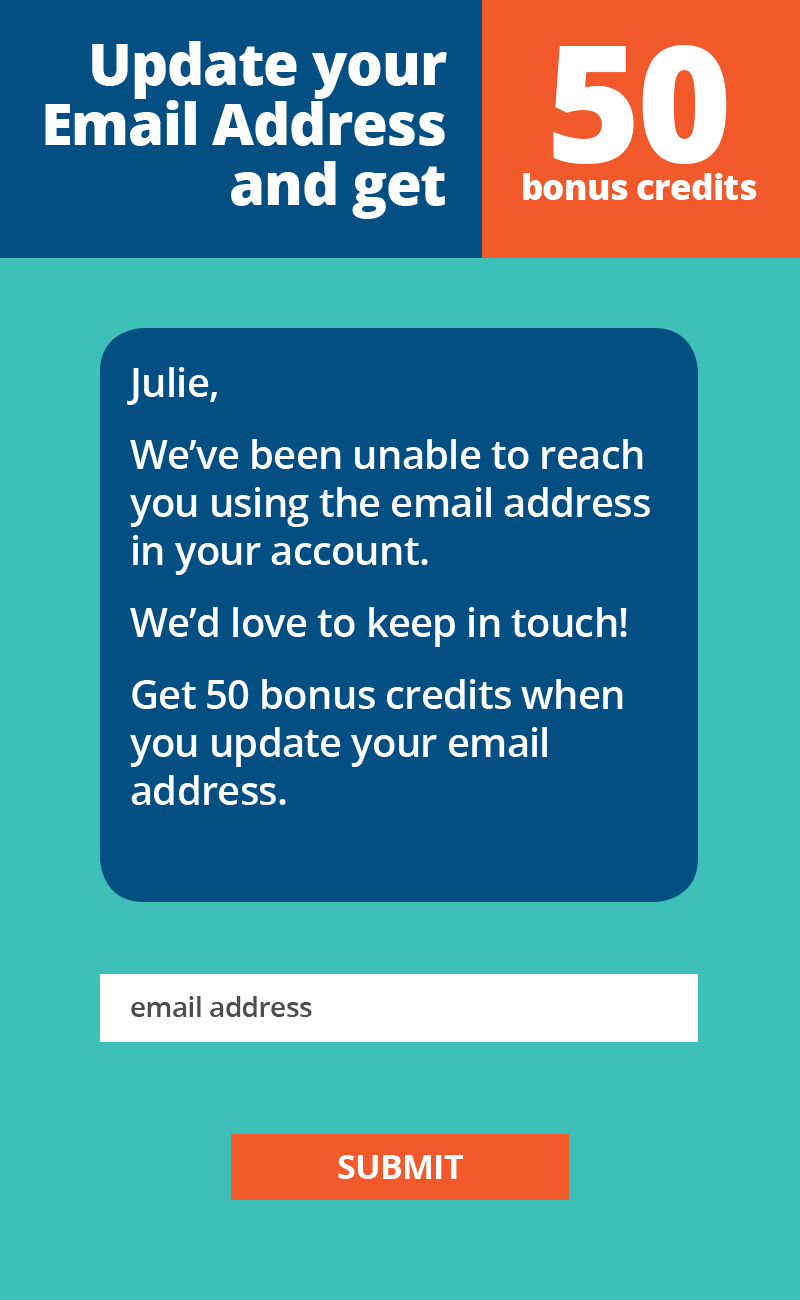 Update your
Email Address
and get
50
bonus credits
Julie,
We’ve been unable to reach
you using the email address
in your account.
We’d love to keep in touch!
Get 50 bonus credits when
you update your email
address.
email address
SUBMIT